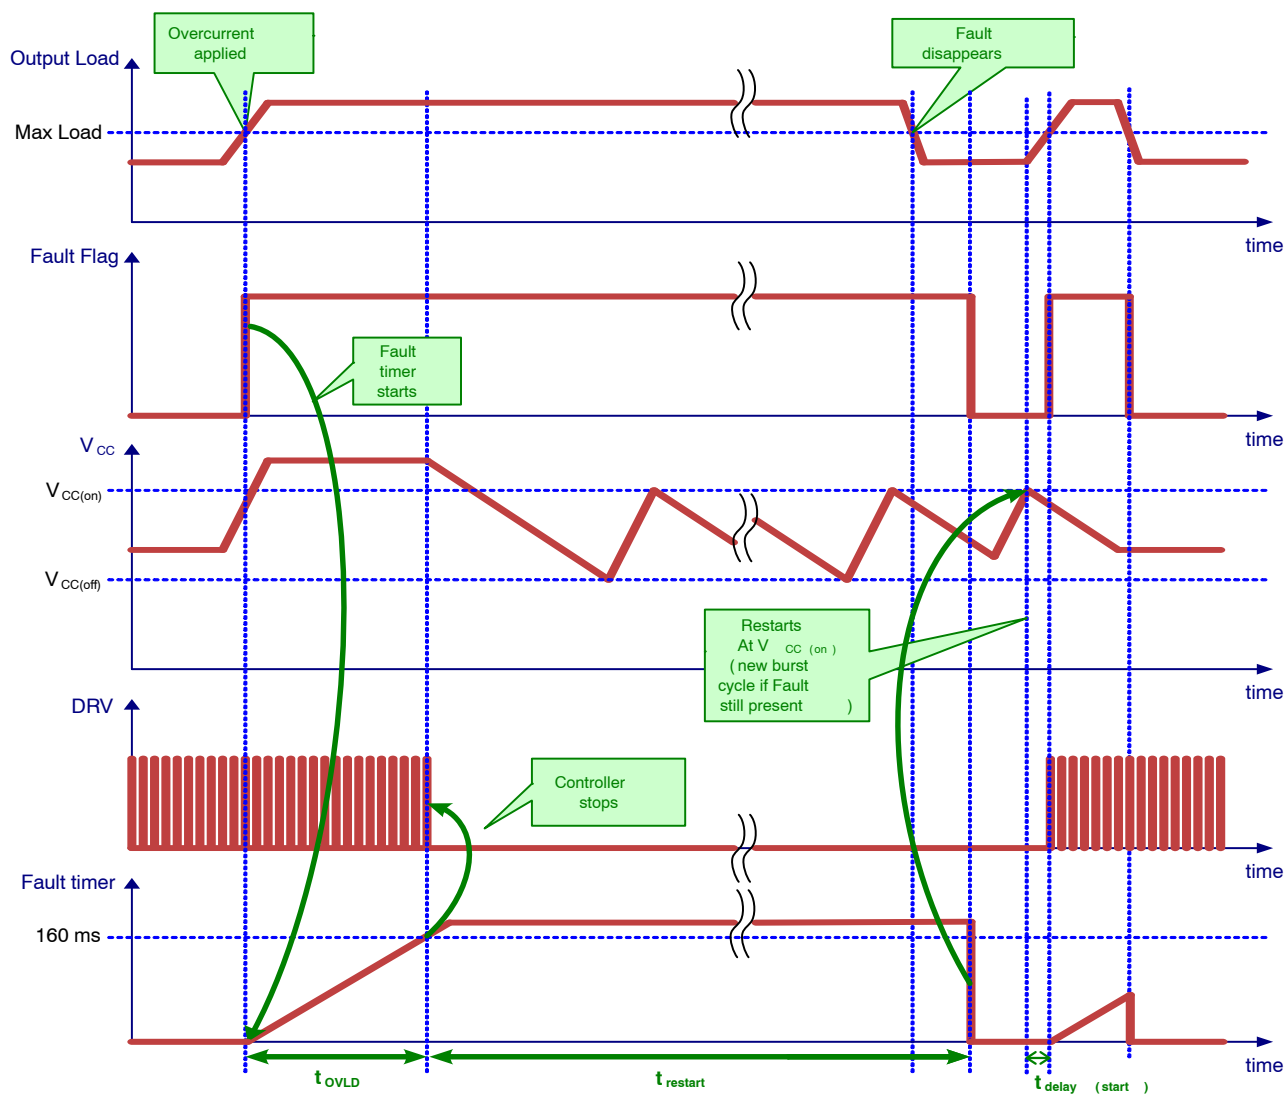 Overcurrent
applied
Fault
disappears
Output Load
Max Load
time
Fault Flag
Fault
timer
starts
time
V CC
V CC(on)
V CC(off)
Restarts
At V CC (on)
(new burst
cycle if Fault
still present )
time
DRV
Controller
stops
time
Fault timer
160 ms
time
t OVLD
t restart
t delay (start )